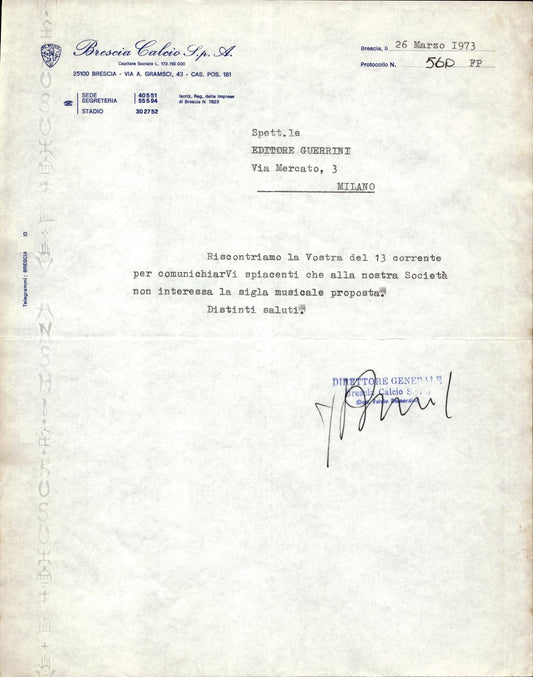 Brescia Calcio S.p.A.
Capitale Sociale L. 173.110.000
25100 BRESCIA - VIA A. GRAMSCI, 43 - CAS. POS. 181
SEDE 40551
SEGRETERIA 55594
STADIO 302752
Iscriz. Reg. delle Imprese
di Brescia N. 7623
Brescia, li 26 Marzo 1973
Protocollo N. 560 FP
Spett.le
EDITORE GUERRINI
Via Mercato, 3
MILANO
Telegrammi: BRESCIA
Riscontriamo la Vostra del 13 corrente
per comunichiarVi spiacenti che alla nostra Società
non interessa la sigla musicale proposta.
Distinti saluti.
DIRETTORE GENERALE
Brescia Calcio S.p.A.